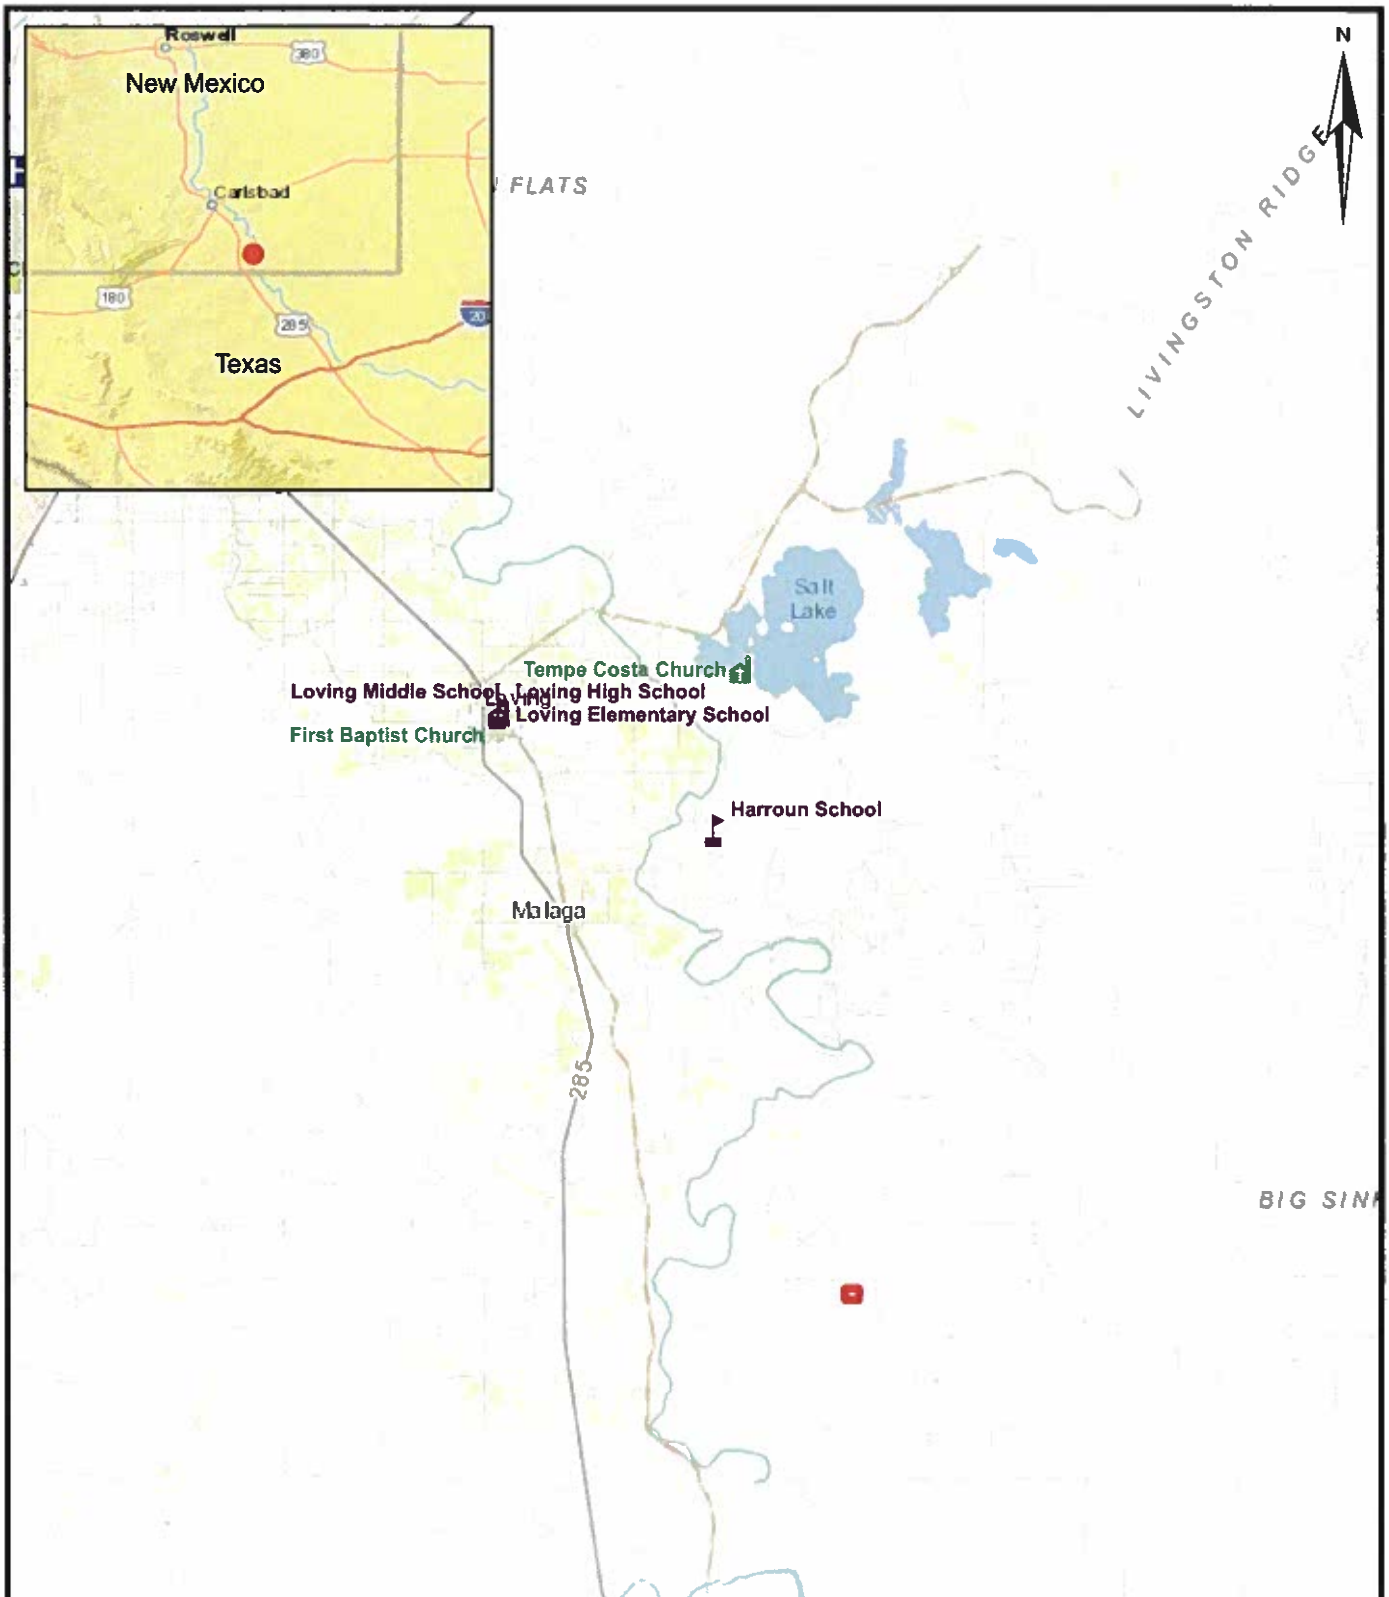 Roswell
380
New Mexico
Carlsbad
180
285
20
Texas
N
FLATS
LIVINGSTON RIDGE
Salt
Lake
Tempe Costa Church
Loving Middle School
Loving High School
Loving
Loving Elementary School
First Baptist Church
Harroun School
Malaga
285
BIG SIN